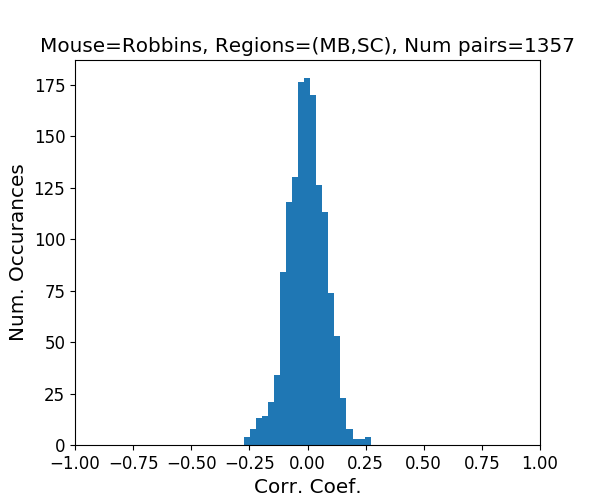 Mouse=Robbins, Regions=(MB,SC), Num pairs=1357
Num. Occurances
175
150
125
100
75
50
25
0
−1.00 −0.75 −0.50 −0.25 0.00 0.25 0.50 0.75 1.00
Corr. Coef.